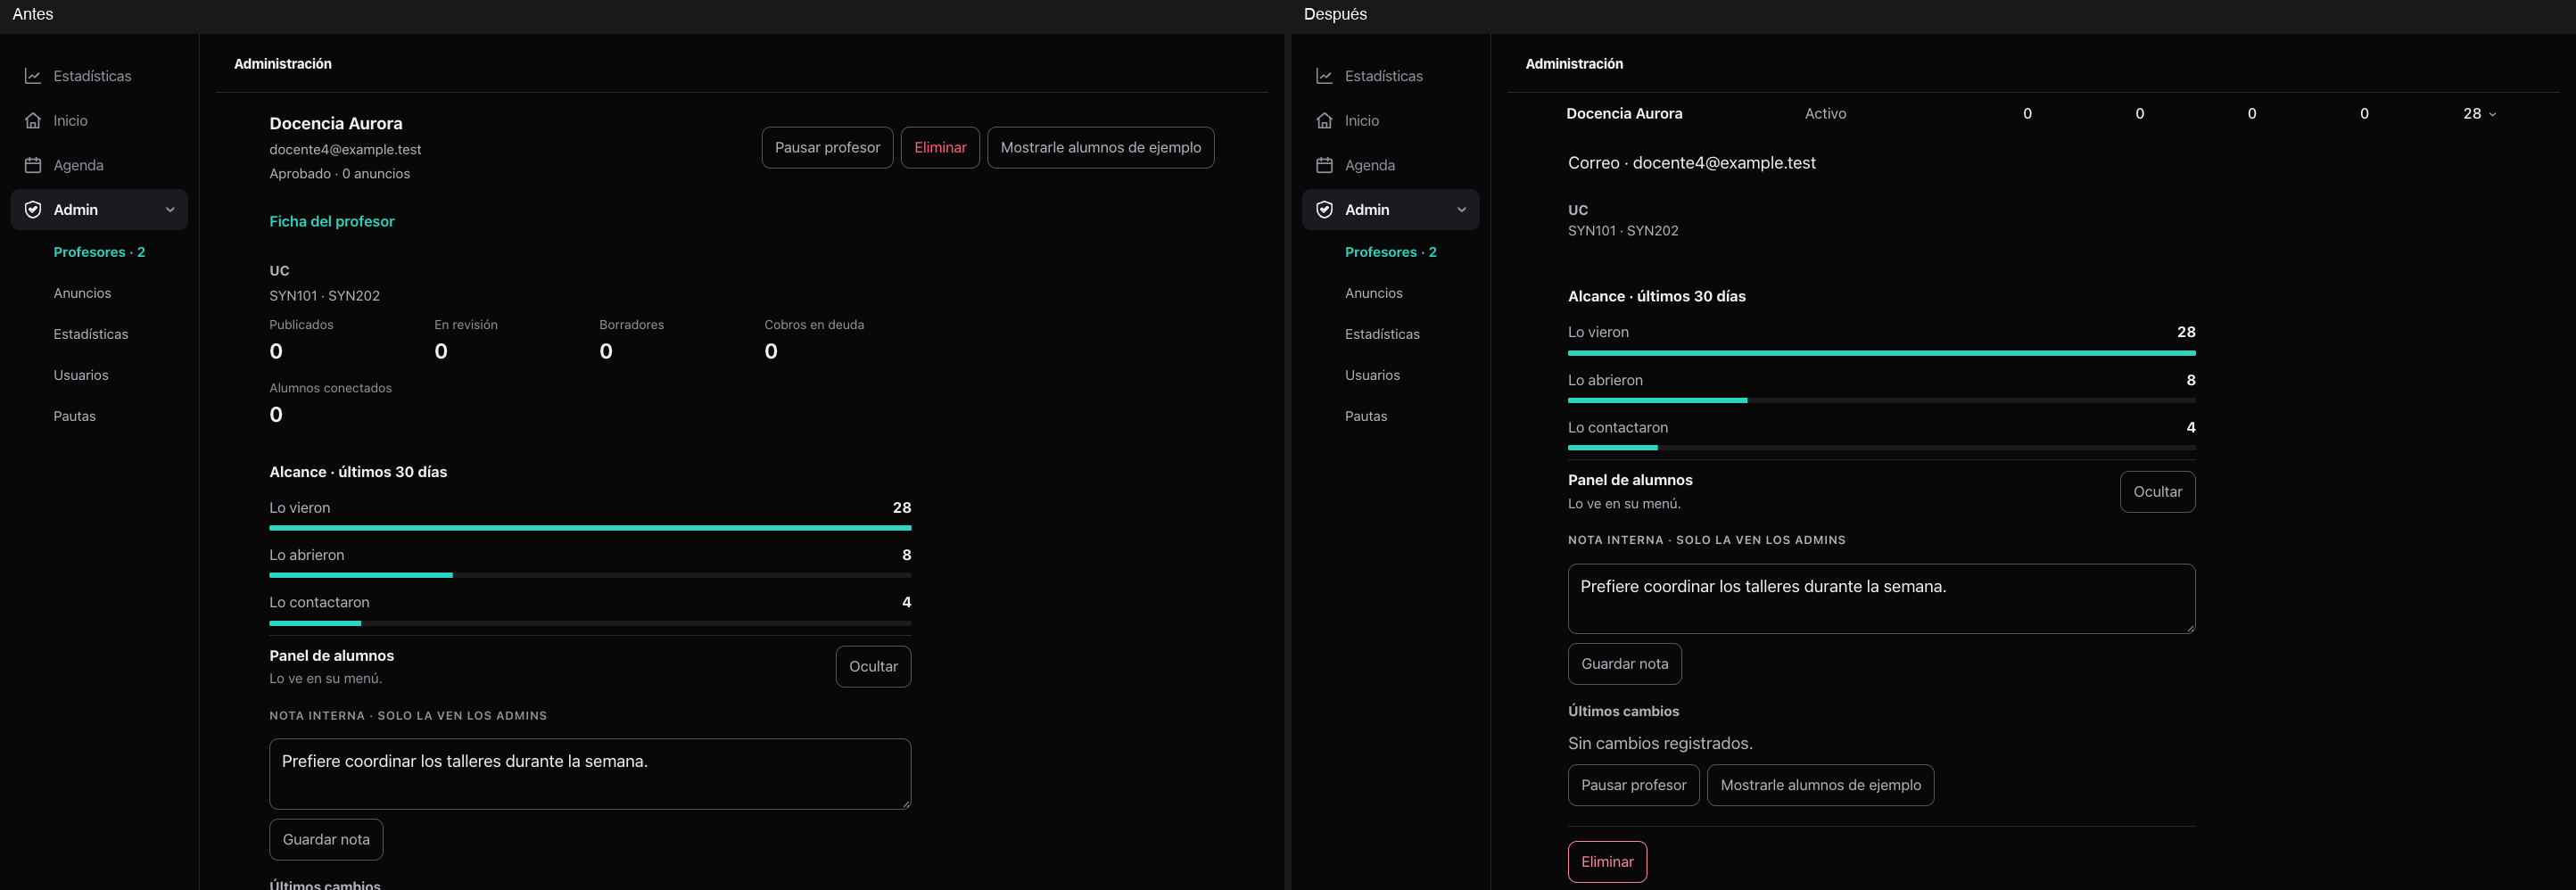 Antes
Estadísticas
Inicio
Agenda
Admin
Profesores · 2
Anuncios
Estadísticas
Usuarios
Pautas
Administración
Docencia Aurora
docente4@example.test
Aprobado · 0 anuncios
Pausar profesor
Eliminar
Mostrarle alumnos de ejemplo
Ficha del profesor
UC
SYN101 · SYN202
Publicados En revisión Borradores Cobros en deuda
0 0 0 0
Alumnos conectados
0
Alcance · últimos 30 días
Lo vieron 28
Lo abrieron 8
Lo contactaron 4
Panel de alumnos
Lo ve en su menú.
Ocultar
NOTA INTERNA · SOLO LA VEN LOS ADMINS
Prefiere coordinar los talleres durante la semana.
Guardar nota
Últimos cambios
Después
Estadísticas
Inicio
Agenda
Admin
Profesores · 2
Anuncios
Estadísticas
Usuarios
Pautas
Administración
Docencia Aurora Activo 0 0 0 0 28
Correo · docente4@example.test
UC
SYN101 · SYN202
Alcance · últimos 30 días
Lo vieron 28
Lo abrieron 8
Lo contactaron 4
Panel de alumnos
Lo ve en su menú.
Ocultar
NOTA INTERNA · SOLO LA VEN LOS ADMINS
Prefiere coordinar los talleres durante la semana.
Guardar nota
Últimos cambios
Sin cambios registrados.
Pausar profesor
Mostrarle alumnos de ejemplo
Eliminar